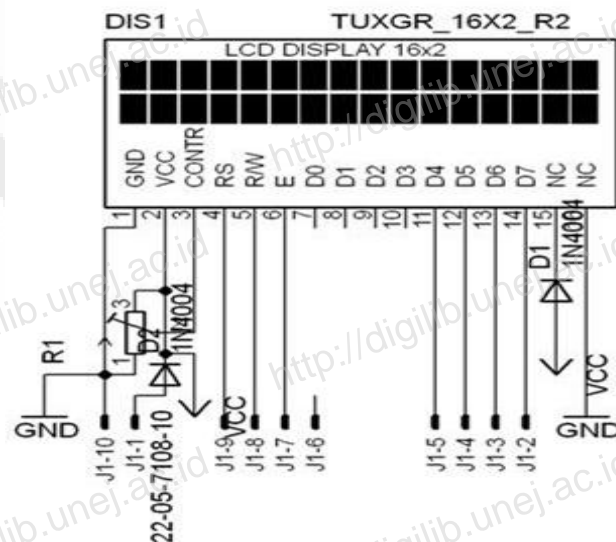 DIS1 TUXGR_16X2_R2
LCD DISPLAY 16x2
GND VCC CONTR RS R/W E D0 D1 D2 D3 D4 D5 D6 D7 NC NC
1 2 3 4 5 6 7 8 9 10 11 12 13 14 15 16
R1
1 3
D2
1N4004
D1
1N4004
VCC
VCC
GND
GND
J1-10 J1-1 J1-9 J1-8 J1-7 J1-6 J1-5 J1-4 J1-3 J1-2
22-05-7108-10
http://digilib.unej.ac.id
http://digilib.unej.ac.id
digilib.unej.ac.id